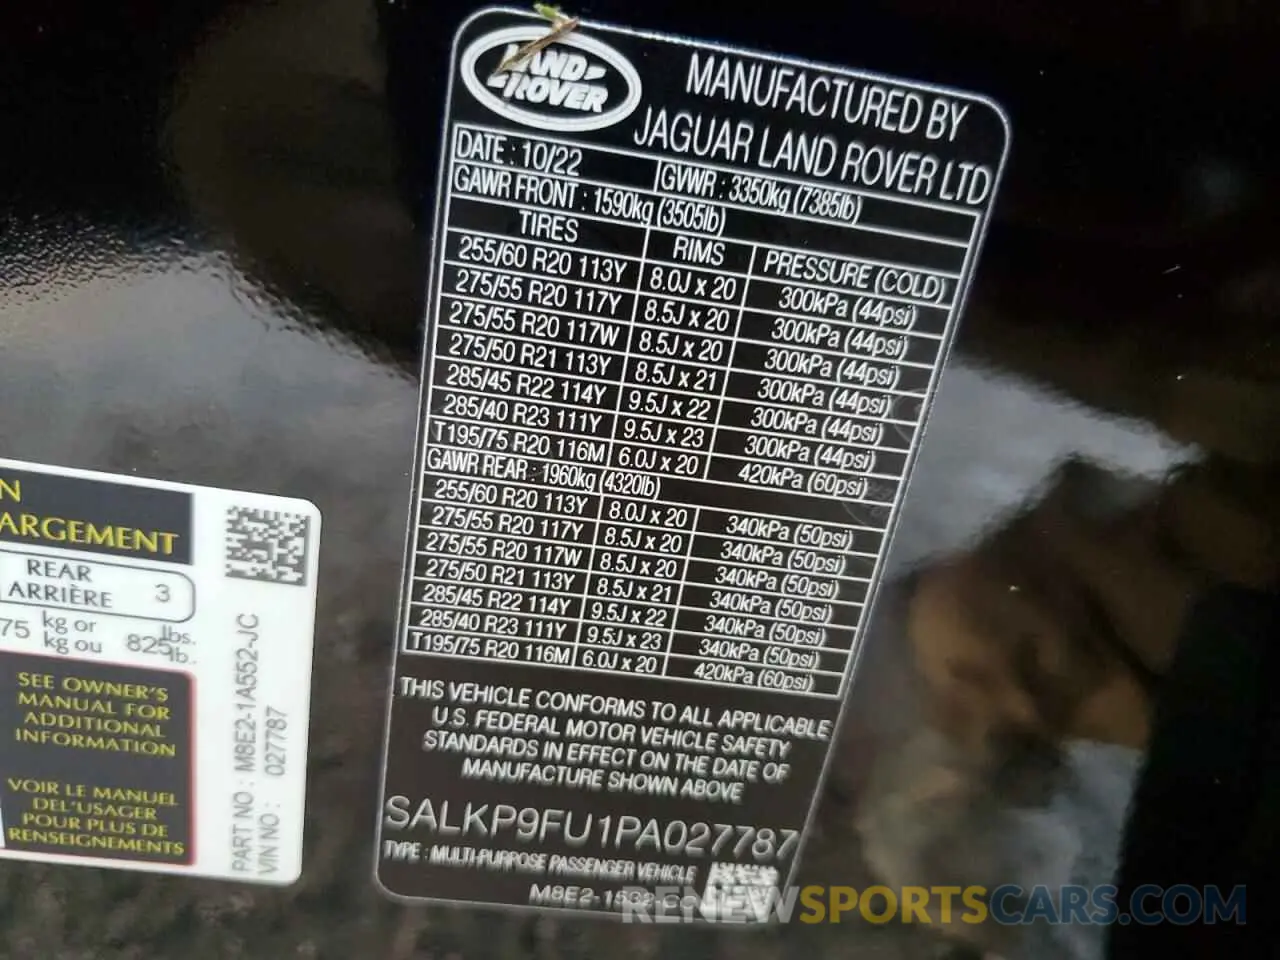 LAND ROVER
MANUFACTURED BY
JAGUAR LAND ROVER LTD
DATE : 10/22 GVWR : 3350kg (7385lb)
GAWR FRONT : 1590kg (3505lb)
TIRES RIMS PRESSURE (COLD)
255/60 R20 113Y 8.0J x 20 300kPa (44psi)
275/55 R20 117Y 8.5J x 20 300kPa (44psi)
275/55 R20 117W 8.5J x 20 300kPa (44psi)
275/50 R21 113Y 8.5J x 21 300kPa (44psi)
285/45 R22 114Y 9.5J x 22 300kPa (44psi)
285/40 R23 111Y 9.5J x 23 300kPa (44psi)
T195/75 R20 116M 6.0J x 20 420kPa (60psi)
GAWR REAR : 1960kg (4320lb)
255/60 R20 113Y 8.0J x 20 340kPa (50psi)
275/55 R20 117Y 8.5J x 20 340kPa (50psi)
275/55 R20 117W 8.5J x 20 340kPa (50psi)
275/50 R21 113Y 8.5J x 21 340kPa (50psi)
285/45 R22 114Y 9.5J x 22 340kPa (50psi)
285/40 R23 111Y 9.5J x 23 340kPa (50psi)
T195/75 R20 116M 6.0J x 20 420kPa (60psi)
THIS VEHICLE CONFORMS TO ALL APPLICABLE
U.S. FEDERAL MOTOR VEHICLE SAFETY
STANDARDS IN EFFECT ON THE DATE OF
MANUFACTURE SHOWN ABOVE
SALKP9FU1PA027787
TYPE : MULTI-PURPOSE PASSENGER VEHICLE
N
ARGEMENT
REAR
ARRIÈRE 3
75 kg or 825 lbs.
kg ou lb.
SEE OWNER'S
MANUAL FOR
ADDITIONAL
INFORMATION
VOIR LE MANUEL
DEL'USAGER
POUR PLUS DE
RENSEIGNEMENTS
PART NO : M8E2-1A552-JC
VIN NO : 027787
RENEWSPORTSCARS.COM